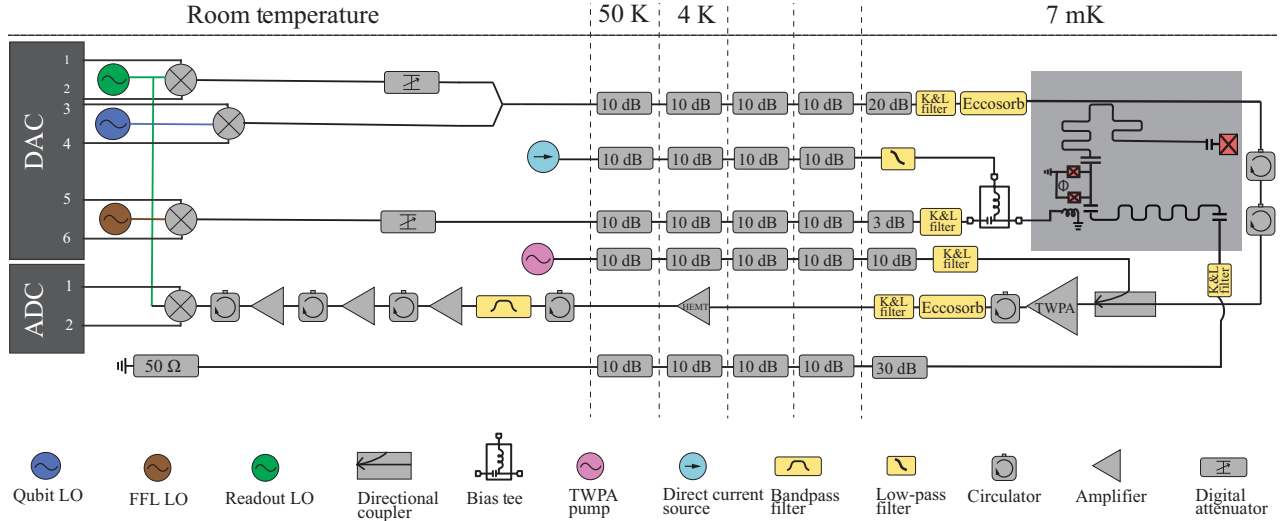 Room temperature 50 K 4 K 7 mK
DAC
1
2
3
4
5
6
10 dB 10 dB 10 dB 10 dB 20 dB K&L filter Eccosorb
10 dB 10 dB 10 dB 10 dB
Φ
10 dB 10 dB 10 dB 10 dB 3 dB K&L filter
10 dB 10 dB 10 dB 10 dB 10 dB K&L filter
K&L filter
ADC
1
2
HEMT K&L filter Eccosorb TWPA
50 Ω 10 dB 10 dB 10 dB 10 dB 30 dB
Qubit LO
FFL LO
Readout LO
Directional
coupler
Bias tee
TWPA
pump
Direct current
source
Bandpass
filter
Low-pass
filter
Circulator
Amplifier
Digital
attenuator